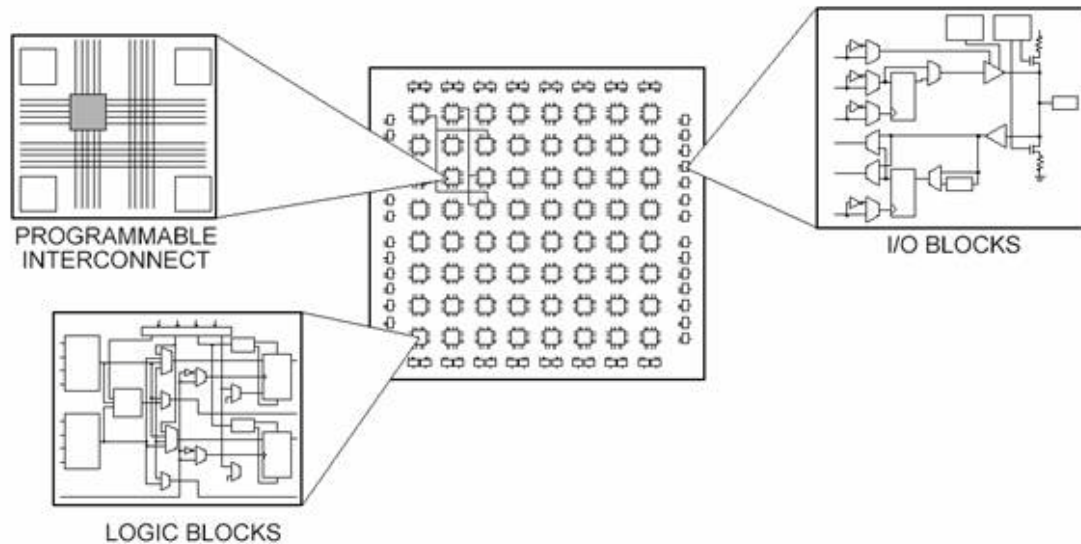 PROGRAMMABLE
INTERCONNECT
I/O BLOCKS
LOGIC BLOCKS